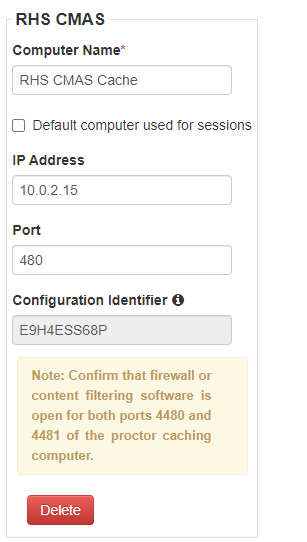 RHS CMAS
Computer Name*
RHS CMAS Cache
Default computer used for sessions
IP Address
10.0.2.15
Port
480
Configuration Identifier
E9H4ESS68P
Note: Confirm that firewall or
content filtering software is
open for both ports 4480 and
4481 of the proctor caching
computer.
Delete